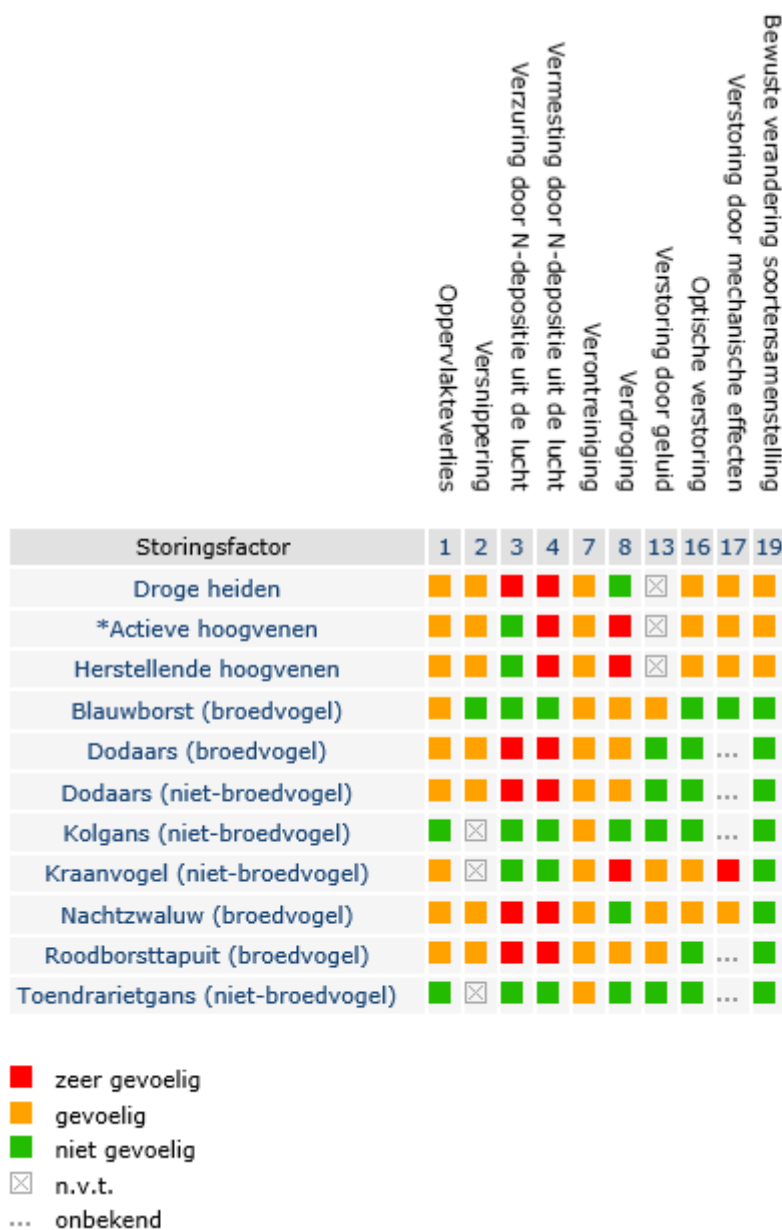 Oppervlakteverlies
Versnippering
Verzuring door N-depositie uit de lucht
Vermesting door N-depositie uit de lucht
Verontreiniging
Verdroging
Verstoring door geluid
Optische verstoring
Verstoring door mechanische effecten
Bewuste verandering soortensamenstelling
Storingsfactor 1 2 3 4 7 8 13 16 17 19
Droge heiden
*Actieve hoogvenen
Herstellende hoogvenen
Blauwborst (broedvogel)
Dodaars (broedvogel) ...
Dodaars (niet-broedvogel) ...
Kolgans (niet-broedvogel) ...
Kraanvogel (niet-broedvogel)
Nachtzwaluw (broedvogel)
Roodborsttapuit (broedvogel) ...
Toendrarietgans (niet-broedvogel) ...
zeer gevoelig
gevoelig
niet gevoelig
n.v.t.
... onbekend